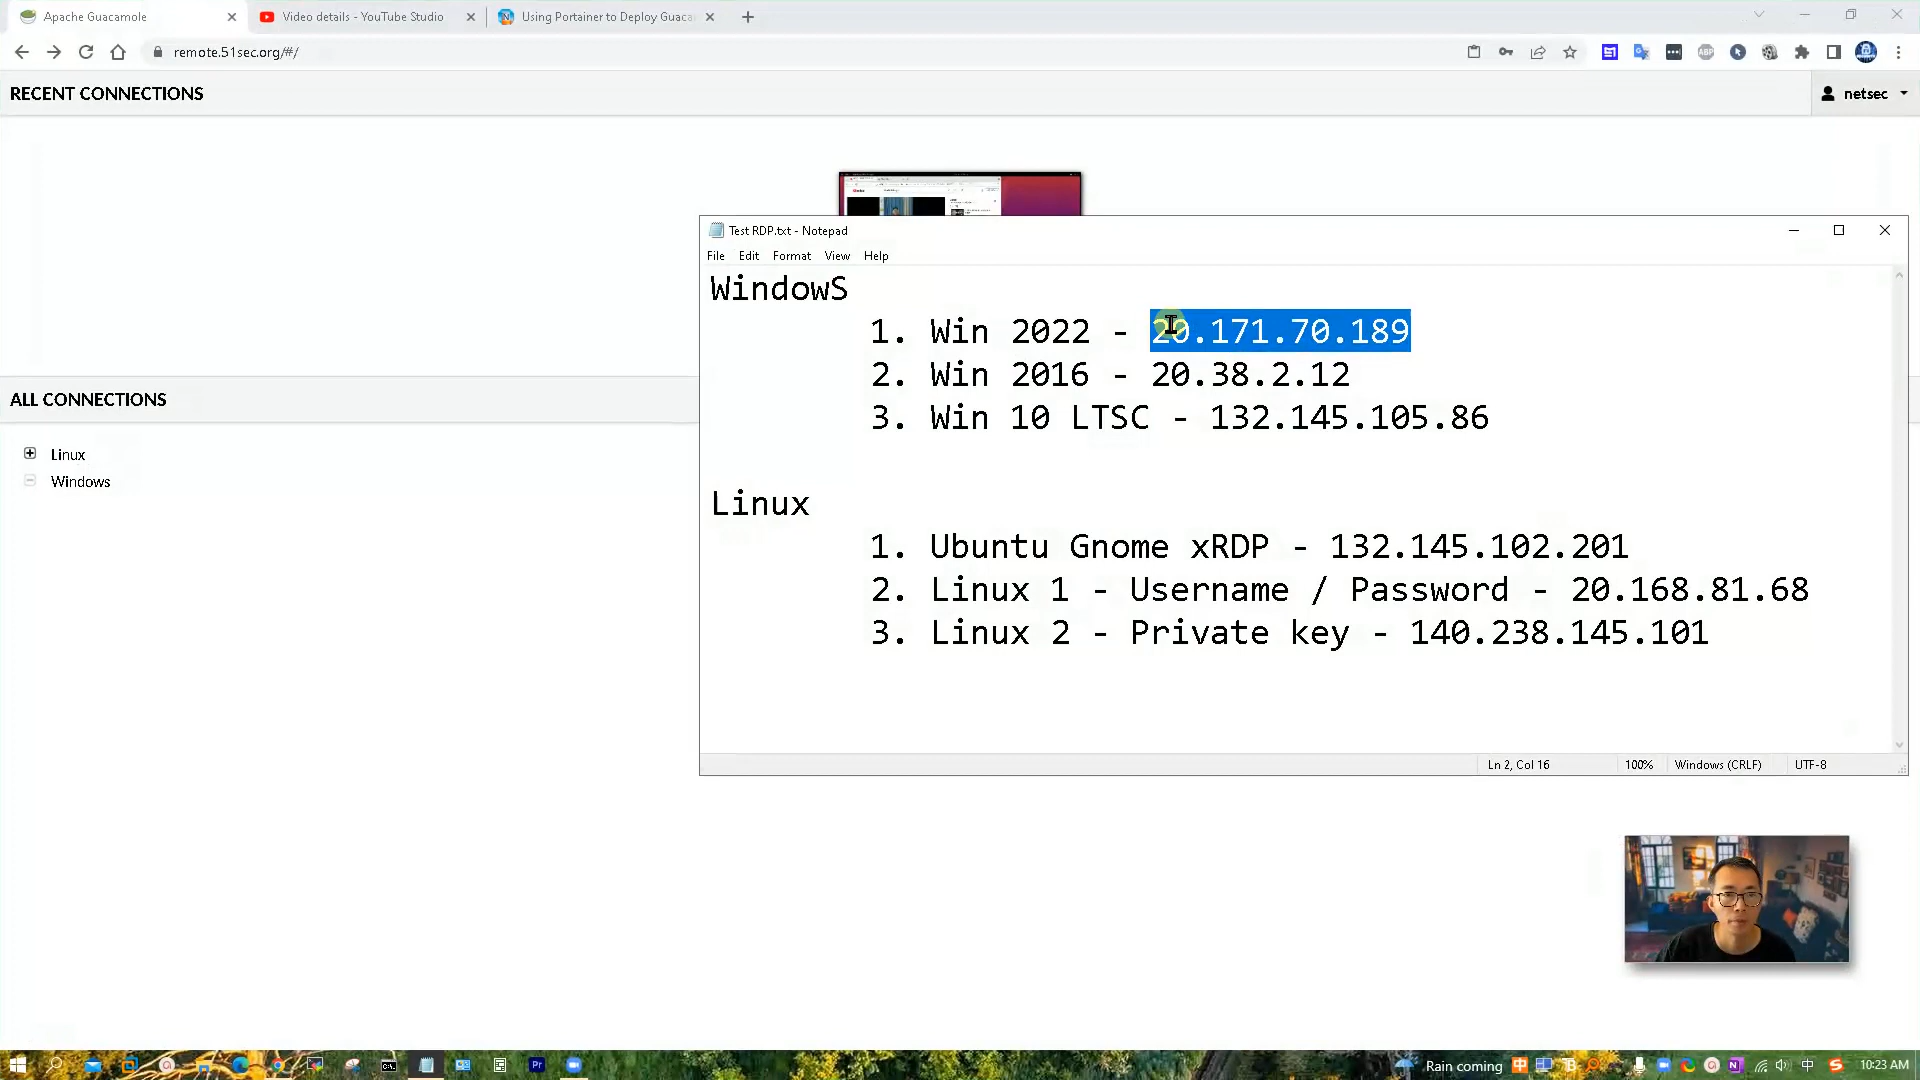 Apache Guacamole
Video details - YouTube Studio
Using Portainer to Deploy Guaca
remote.51sec.org/#/
ABP
RECENT CONNECTIONS
netsec
Test RDP.txt - Notepad
File Edit Format View Help
WindowS
1. Win 2022 - 20.171.70.189
2. Win 2016 - 20.38.2.12
3. Win 10 LTSC - 132.145.105.86
ALL CONNECTIONS
Linux
Windows
Linux
1. Ubuntu Gnome xRDP - 132.145.102.201
2. Linux 1 - Username / Password - 20.168.81.68
3. Linux 2 - Private key - 140.238.145.101
Ln 2, Col 16
100%
Windows (CRLF)
UTF-8
Pr
Rain coming
中
10:23 AM